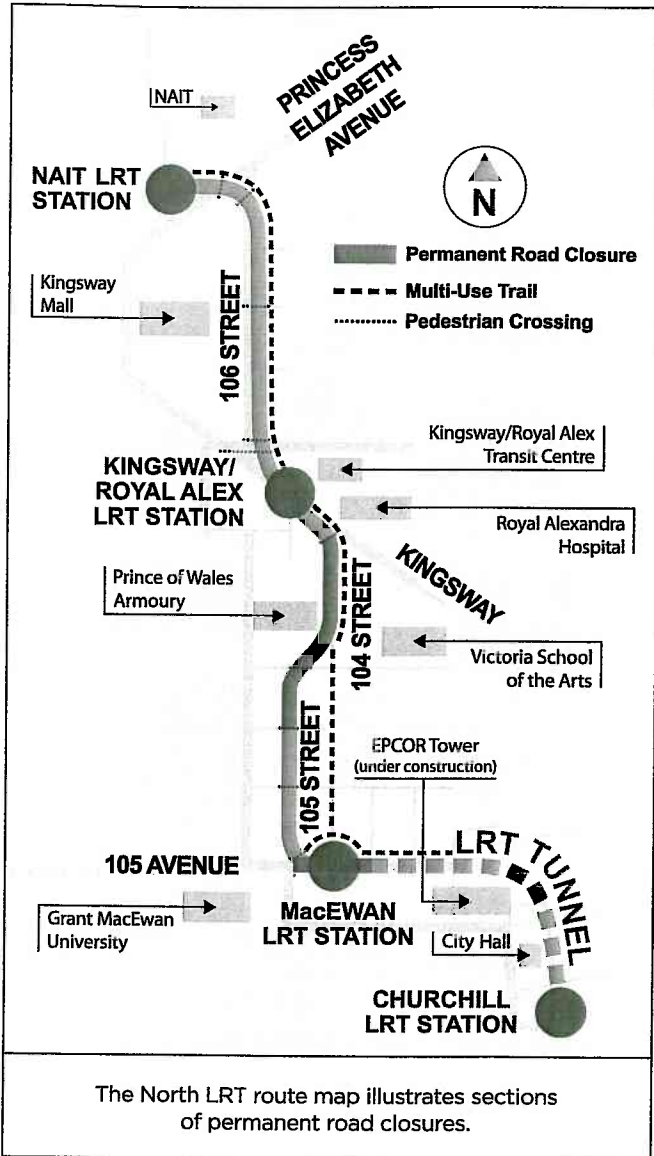 PRINCESS
ELIZABETH
AVENUE
NAIT
NAIT LRT
STATION
N
Permanent Road Closure
Multi-Use Trail
Pedestrian Crossing
Kingsway
Mall
106 STREET
Kingsway/Royal Alex
Transit Centre
KINGSWAY/
ROYAL ALEX
LRT STATION
Royal Alexandra
Hospital
KINGSWAY
Prince of Wales
Armoury
104 STREET
Victoria School
of the Arts
105 STREET
EPCOR Tower
(under construction)
LRT TUNNEL
105 AVENUE
MacEWAN
LRT STATION
Grant MacEwan
University
City Hall
CHURCHILL
LRT STATION
The North LRT route map illustrates sections
of permanent road closures.